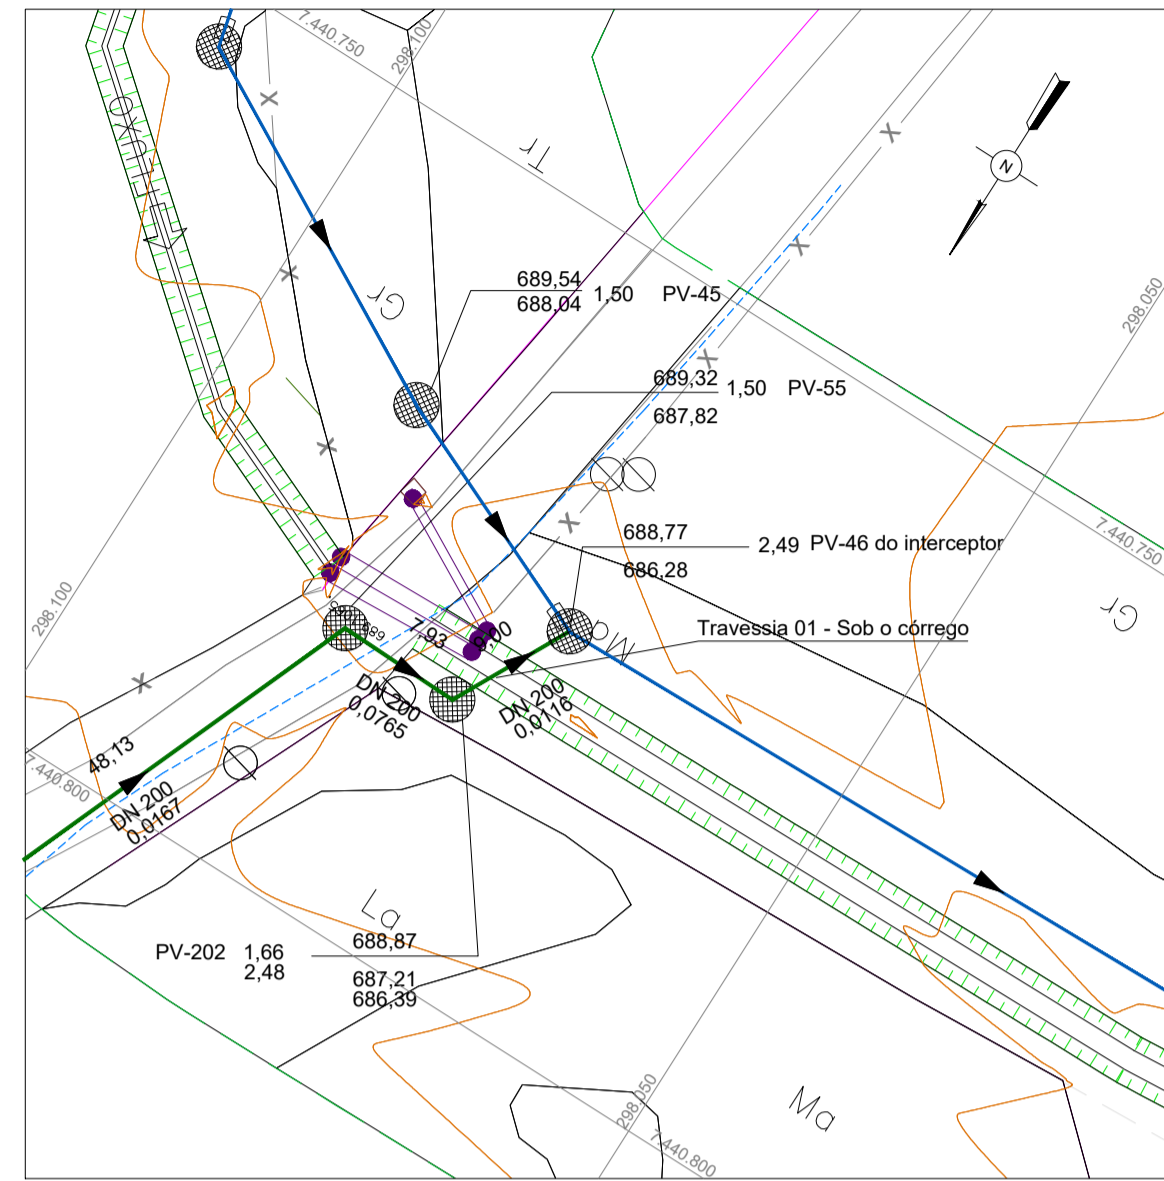 7.440.750
298.100
FLUXO
Tr
N
298.050
Gr
689,54
688,04
1,50 PV-45
X
689,32
1,50 PV-55
687,82
688,77
2,49 PV-46 do interceptor
686,28
7.440.750
Gr
298.100
7,93
Ma
Travessia 01 - Sob o córrego
DN 200
0,0765
DN 200
0,0116
48,13
7.440.800
DN 200
0,0167
La
688,87
PV-202 1,66
2,48
687,21
686,39
Ma
298.050
7.440.800